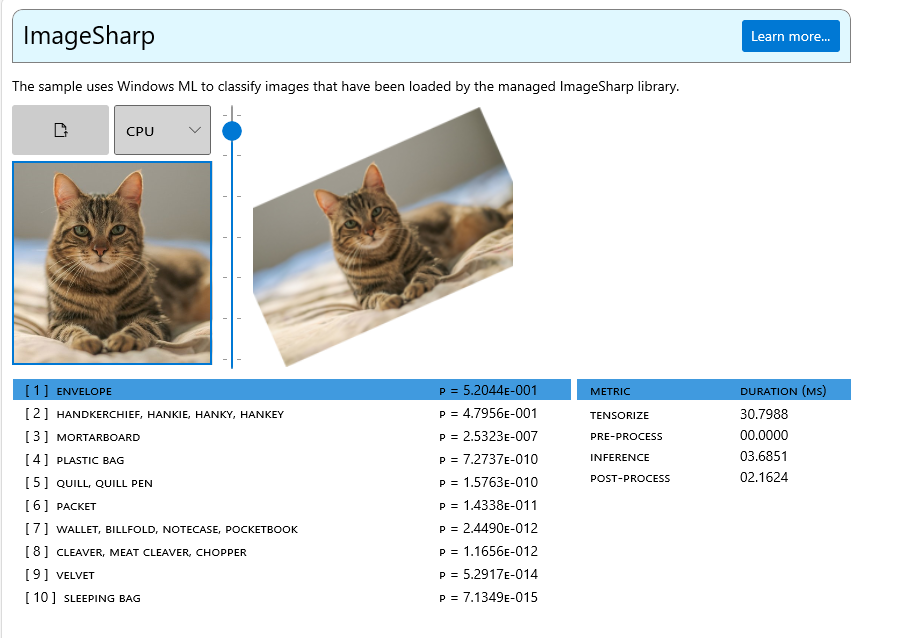 ImageSharp
Learn more...
The sample uses Windows ML to classify images that have been loaded by the managed ImageSharp library.
CPU
[ 1 ] ENVELOPE P = 5.2044E-001
[ 2 ] HANDKERCHIEF, HANKIE, HANKY, HANKEY P = 4.7956E-001
[ 3 ] MORTARBOARD P = 2.5323E-007
[ 4 ] PLASTIC BAG P = 7.2737E-010
[ 5 ] QUILL, QUILL PEN P = 1.5763E-010
[ 6 ] PACKET P = 1.4338E-011
[ 7 ] WALLET, BILLFOLD, NOTECASE, POCKETBOOK P = 2.4490E-012
[ 8 ] CLEAVER, MEAT CLEAVER, CHOPPER P = 1.1656E-012
[ 9 ] VELVET P = 5.2917E-014
[ 10 ] SLEEPING BAG P = 7.1349E-015
METRIC DURATION (MS)
TENSORIZE 30.7988
PRE-PROCESS 00.0000
INFERENCE 03.6851
POST-PROCESS 02.1624